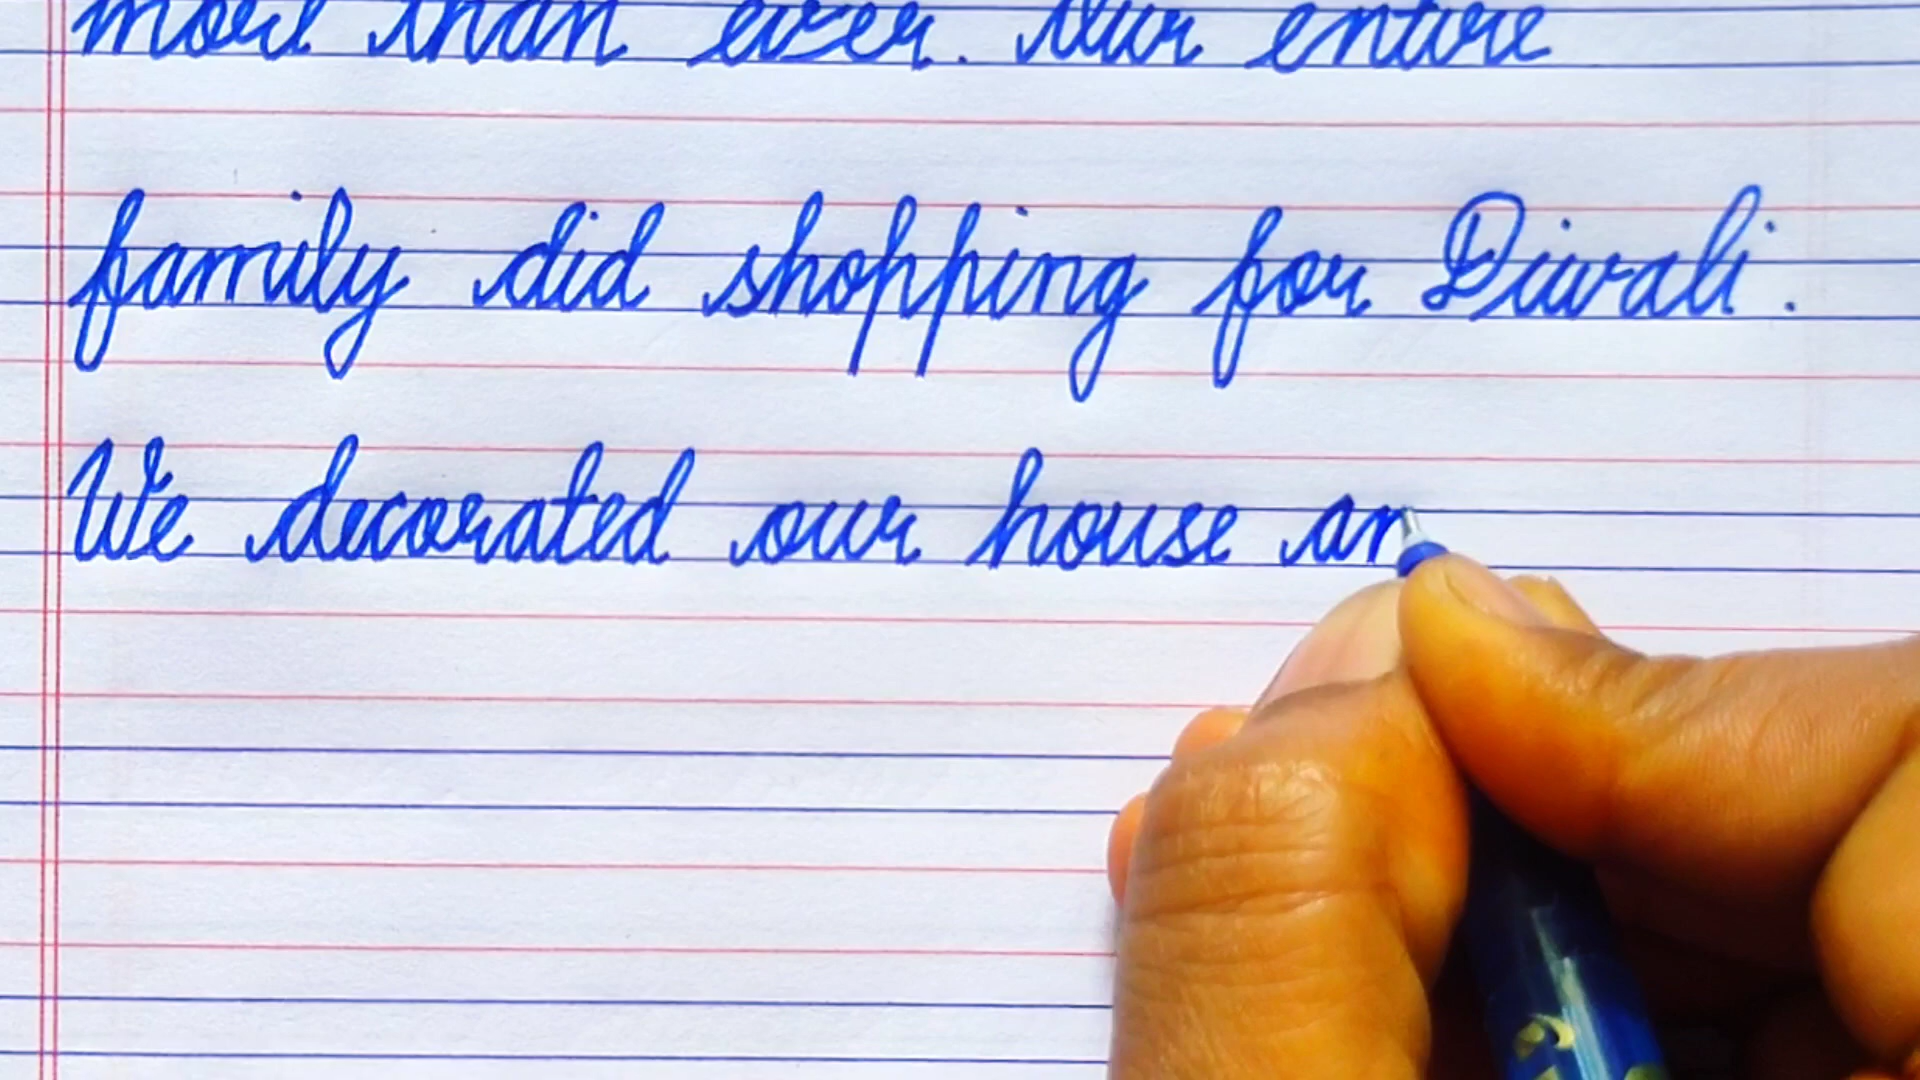 more than ever. Our entire
family did shopping for Diwali.
We decorated our house an